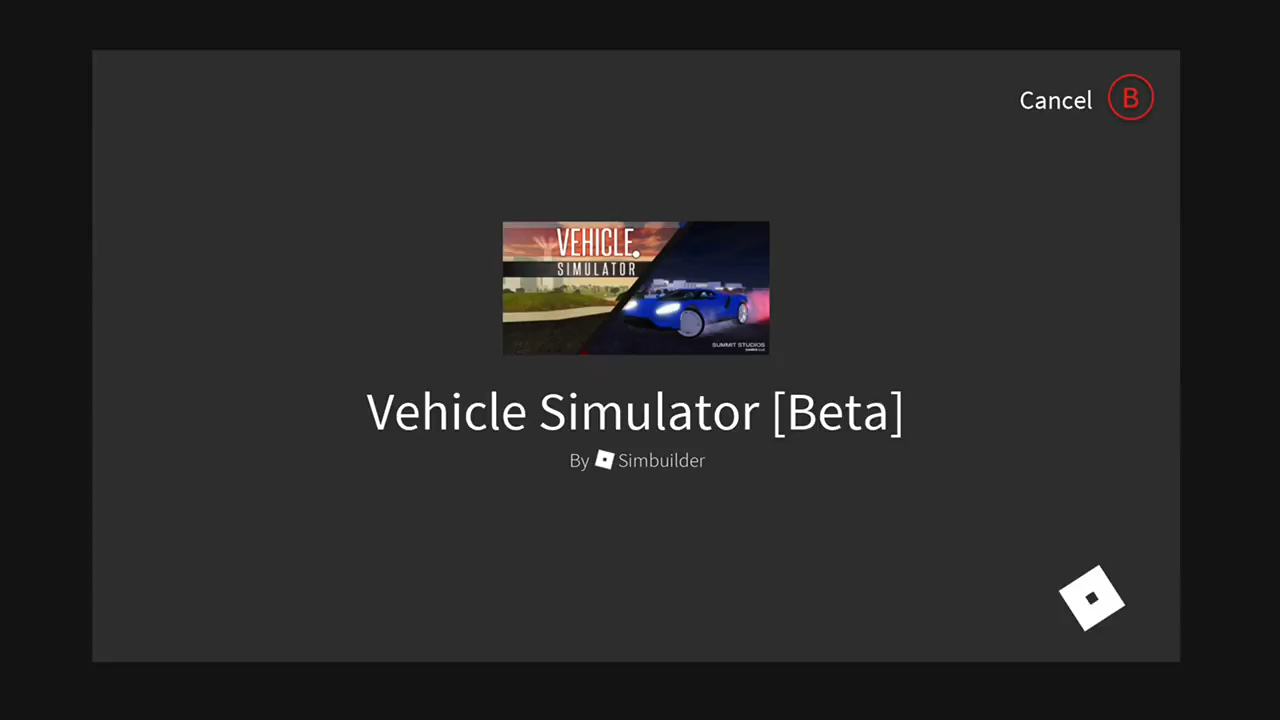 Cancel B
VEHICLE.
SIMULATOR
SUMMIT STUDIOS
Vehicle Simulator [Beta]
By Simbuilder